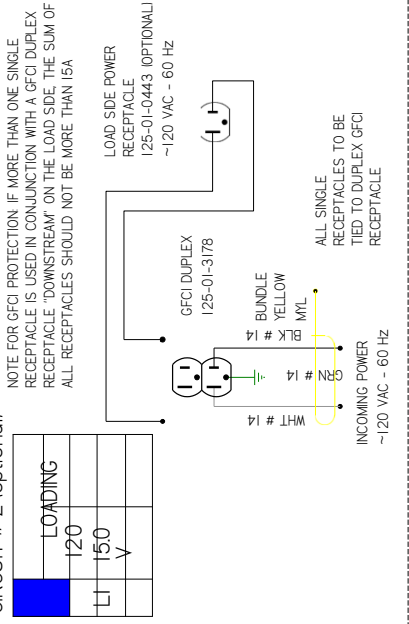 CIRCUIT # 2 (optional)
LOADING
120
L1 15.0
V
NOTE FOR GFCI PROTECTION: IF MORE THAN ONE SINGLE
RECEPTACLE IS USED IN CONJUNCTION WITH A GFCI DUPLEX
RECEPTACLE "DOWNSTREAM" ON THE LOAD SIDE, THE SUM OF
ALL RECEPTACLES SHOULD NOT BE MORE THAN 15A
LOAD SIDE POWER
RECEPTACLE
125-01-0443 (OPTIONAL)
~120 VAC - 60 Hz
GFCI DUPLEX
125-01-3178
BUNDLE
YELLOW
MYL
BLK # 14
GRN # 14
WHT # 14
INCOMING POWER
~120 VAC - 60 Hz
ALL SINGLE
RECEPTACLES TO BE
TIED TO DUPLEX GFCI
RECEPTACLE